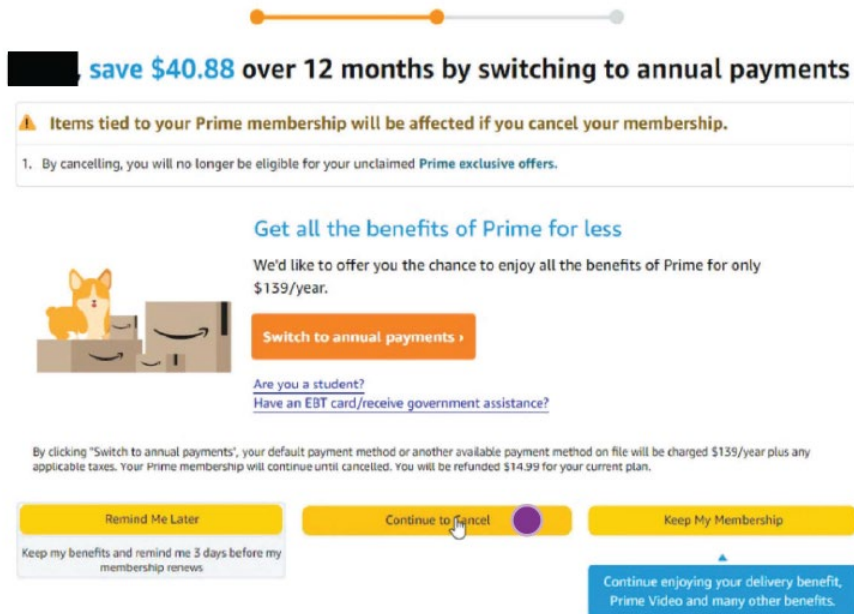 , save $40.88 over 12 months by switching to annual payments
Items tied to your Prime membership will be affected if you cancel your membership.
1. By cancelling, you will no longer be eligible for your unclaimed Prime exclusive offers.
Get all the benefits of Prime for less
We'd like to offer you the chance to enjoy all the benefits of Prime for only
$139/year.
Switch to annual payments ›
Are you a student?
Have an EBT card/receive government assistance?
By clicking "Switch to annual payments", your default payment method or another available payment method on file will be charged $139/year plus any
applicable taxes. Your Prime membership will continue until cancelled. You will be refunded $14.99 for your current plan.
Remind Me Later
Keep my benefits and remind me 3 days before my
membership renews
Continue to Cancel
Keep My Membership
Continue enjoying your delivery benefit,
Prime Video and many other benefits.